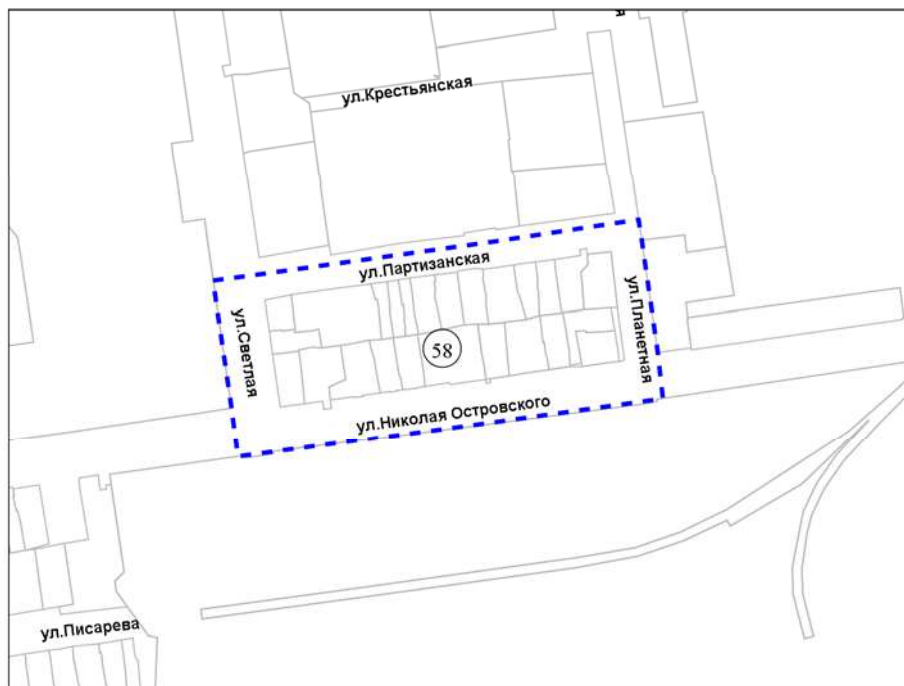 ул.Крестьянская
ул.Партизанская
ул.Светлая
ул.Планетная
58
ул.Николая Островского
ул.Писарева